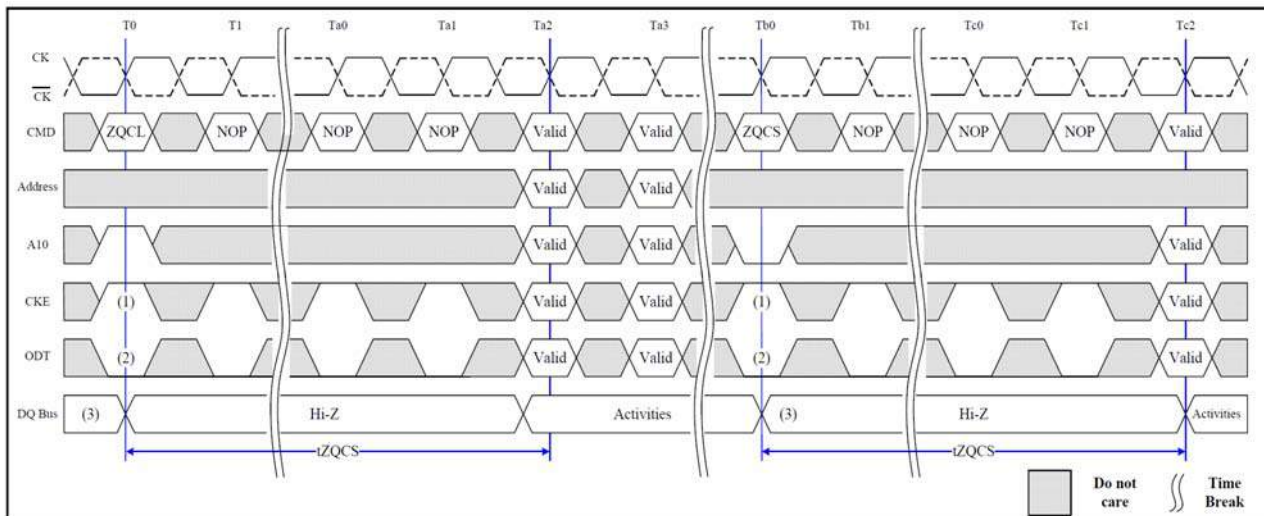 T0 T1 Ta0 Ta1 Ta2 Ta3 Tb0 Tb1 Tc0 Tc1 Tc2
CK
CK
CMD ZQCL NOP NOP NOP Valid Valid ZQCS NOP NOP NOP Valid
Address Valid Valid
A10 Valid Valid Valid
CKE (1) Valid Valid (1) Valid
ODT (2) Valid Valid (2) Valid
DQ Bus (3) Hi-Z Activities (3) Hi-Z Activities
tZQCS tZQCS
Do not care
Time Break